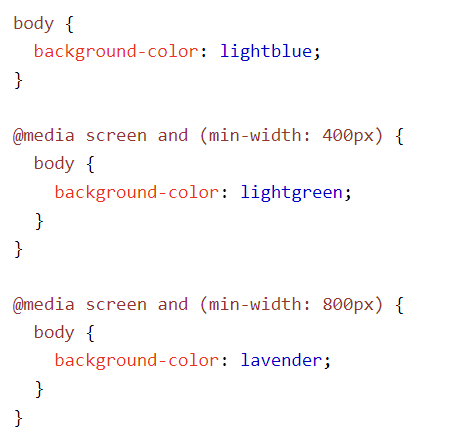 body {
  background-color: lightblue;
}

@media screen and (min-width: 400px) {
  body {
    background-color: lightgreen;
  }
}

@media screen and (min-width: 800px) {
  body {
    background-color: lavender;
  }
}